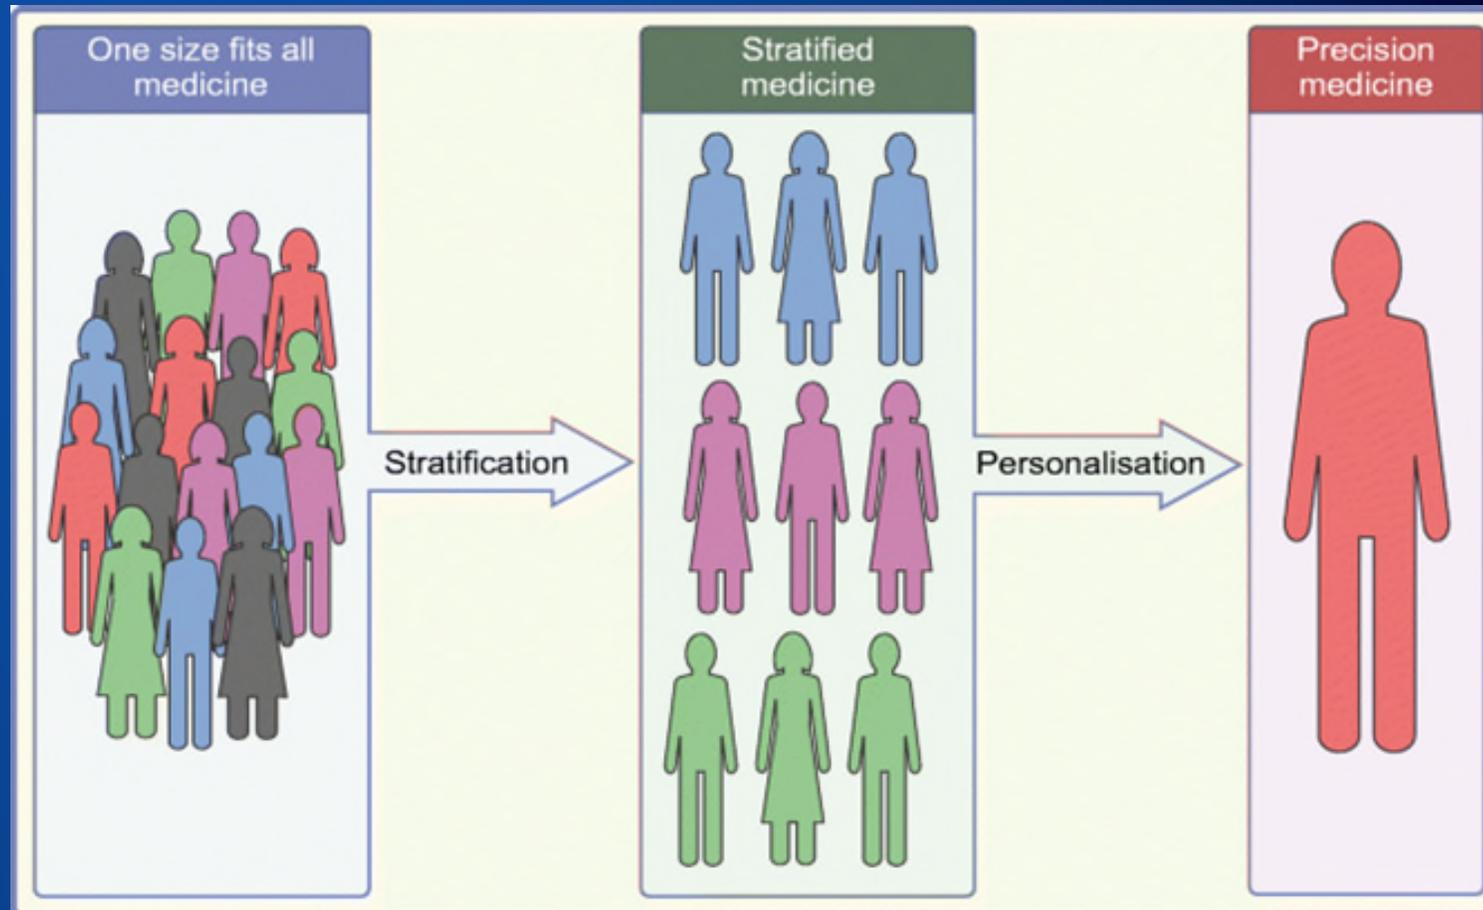 One size fits all
medicine
Stratified
medicine
Precision
medicine
Stratification
Personalisation